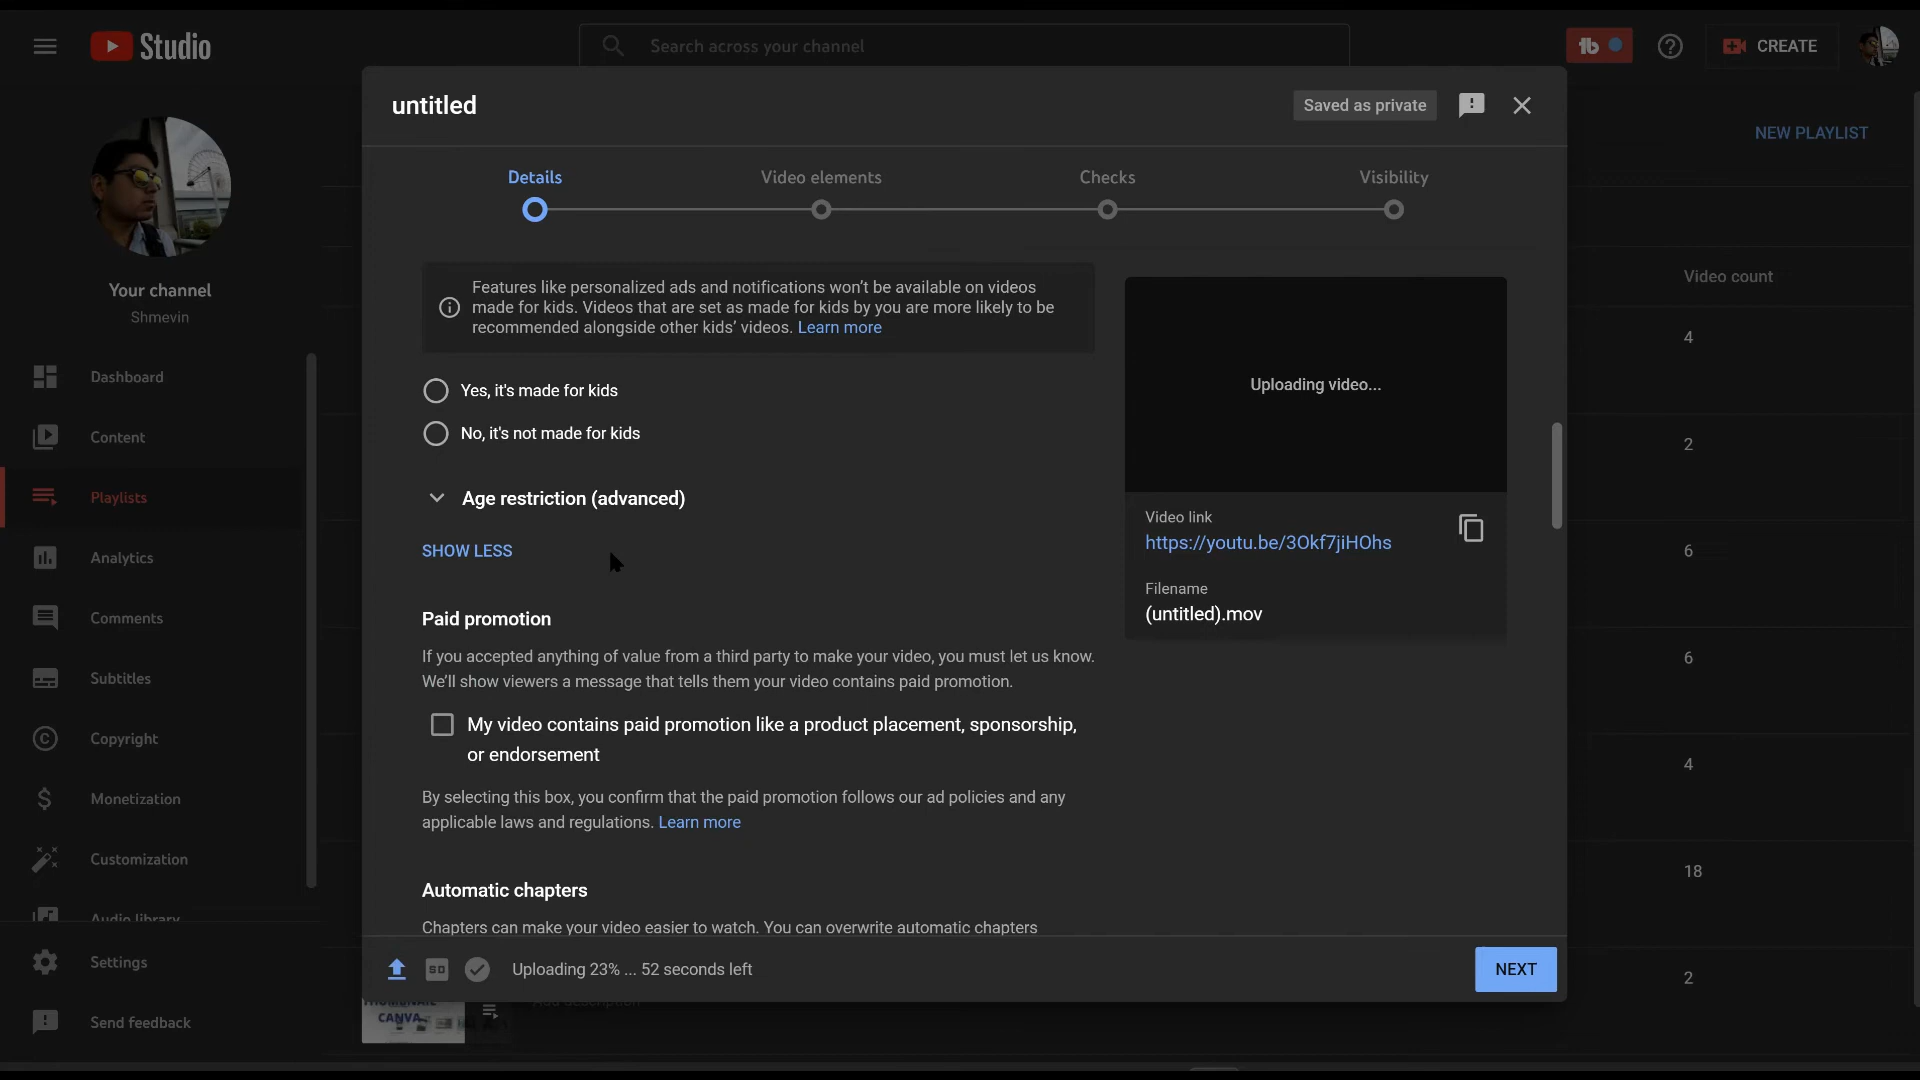 Studio
Search across your channel
CREATE
untitled
Saved as private
NEW PLAYLIST
Details
Video elements
Checks
Visibility
Your channel
Shmevin
Dashboard
Content
Playlists
Analytics
Comments
Subtitles
Copyright
Monetization
Customization
Audio library
Settings
Send feedback
Features like personalized ads and notifications won't be available on videos
made for kids. Videos that are set as made for kids by you are more likely to be
recommended alongside other kids' videos. Learn more
Yes, it's made for kids
No, it's not made for kids
Age restriction (advanced)
SHOW LESS
Paid promotion
If you accepted anything of value from a third party to make your video, you must let us know.
We'll show viewers a message that tells them your video contains paid promotion.
My video contains paid promotion like a product placement, sponsorship,
or endorsement
By selecting this box, you confirm that the paid promotion follows our ad policies and any
applicable laws and regulations. Learn more
Automatic chapters
Chapters can make your video easier to watch. You can overwrite automatic chapters
Uploading video...
Video link
https://youtu.be/3Okf7jiHOhs
Filename
(untitled).mov
Uploading 23% ... 52 seconds left
NEXT
Video count
4
2
6
6
4
18
2
THUMBNAIL
CANVA
Add description